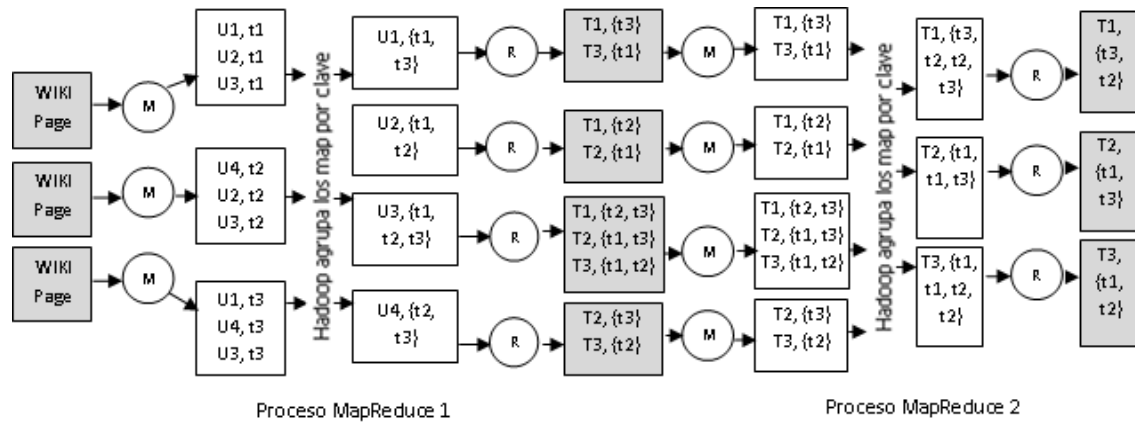 WIKI
Page
M
U1, t1
U2, t1
U3, t1
WIKI
Page
M
U4, t2
U2, t2
U3, t2
WIKI
Page
M
U1, t3
U4, t3
U3, t3
Hadoop agrupa los map por clave
U1, {t1,
t3}
R
T1, {t3}
T3, {t1}
M
T1, {t3}
T3, {t1}
U2, {t1,
t2}
R
T1, {t2}
T2, {t1}
M
T1, {t2}
T2, {t1}
U3, {t1,
t2, t3}
R
T1, {t2, t3}
T2, {t1, t3}
T3, {t1, t2}
M
T1, {t2, t3}
T2, {t1, t3}
T3, {t1, t2}
U4, {t2,
t3}
R
T2, {t3}
T3, {t2}
M
T2, {t3}
T3, {t2}
Hadoop agrupa los map por clave
T1, {t3,
t2, t2,
t3}
R
T1,
{t3,
t2}
T2, {t1,
t1, t3}
R
T2,
{t1,
t3}
T3, {t1,
t1, t2,
t2}
R
T3,
{t1,
t2}
Proceso MapReduce 1
Proceso MapReduce 2